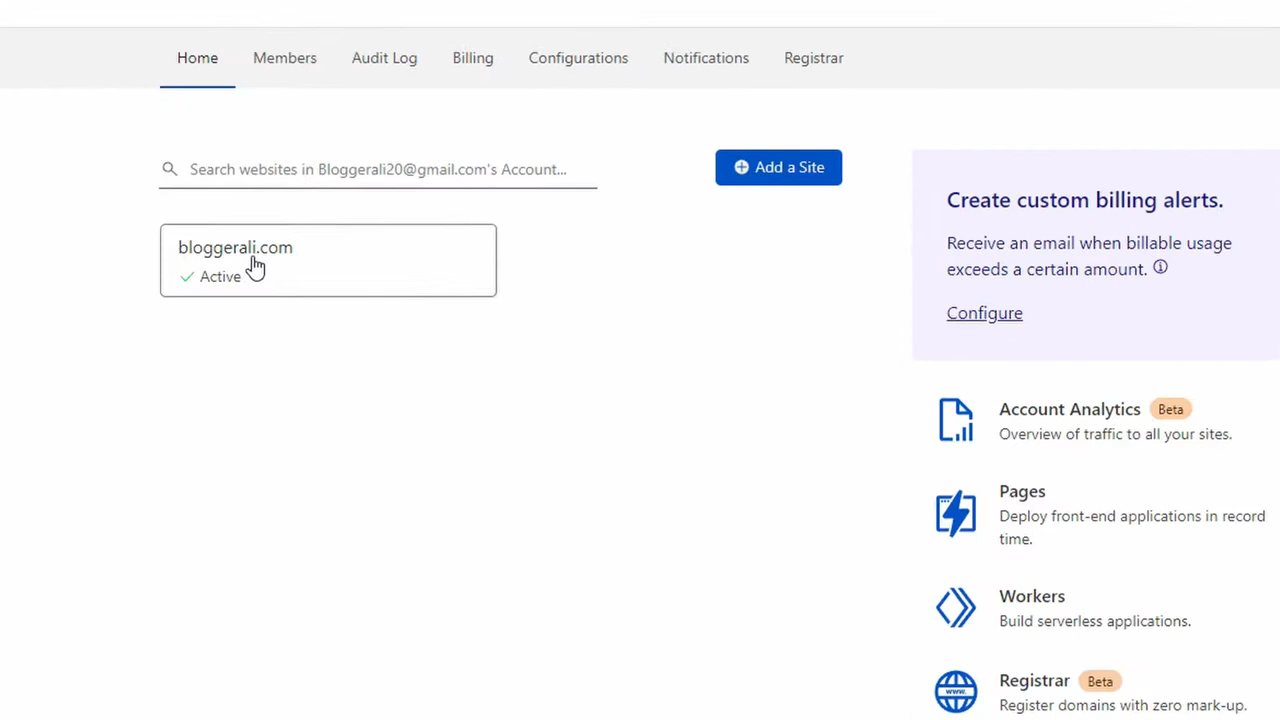 Home Members Audit Log Billing Configurations Notifications Registrar
Search websites in Bloggerali20@gmail.com's Account...
Add a Site
bloggerali.com
Active
Create custom billing alerts.
Receive an email when billable usage
exceeds a certain amount.
Configure
Account Analytics Beta
Overview of traffic to all your sites.
Pages
Deploy front-end applications in record
time.
Workers
Build serverless applications.
www.
Registrar Beta
Register domains with zero mark-up.